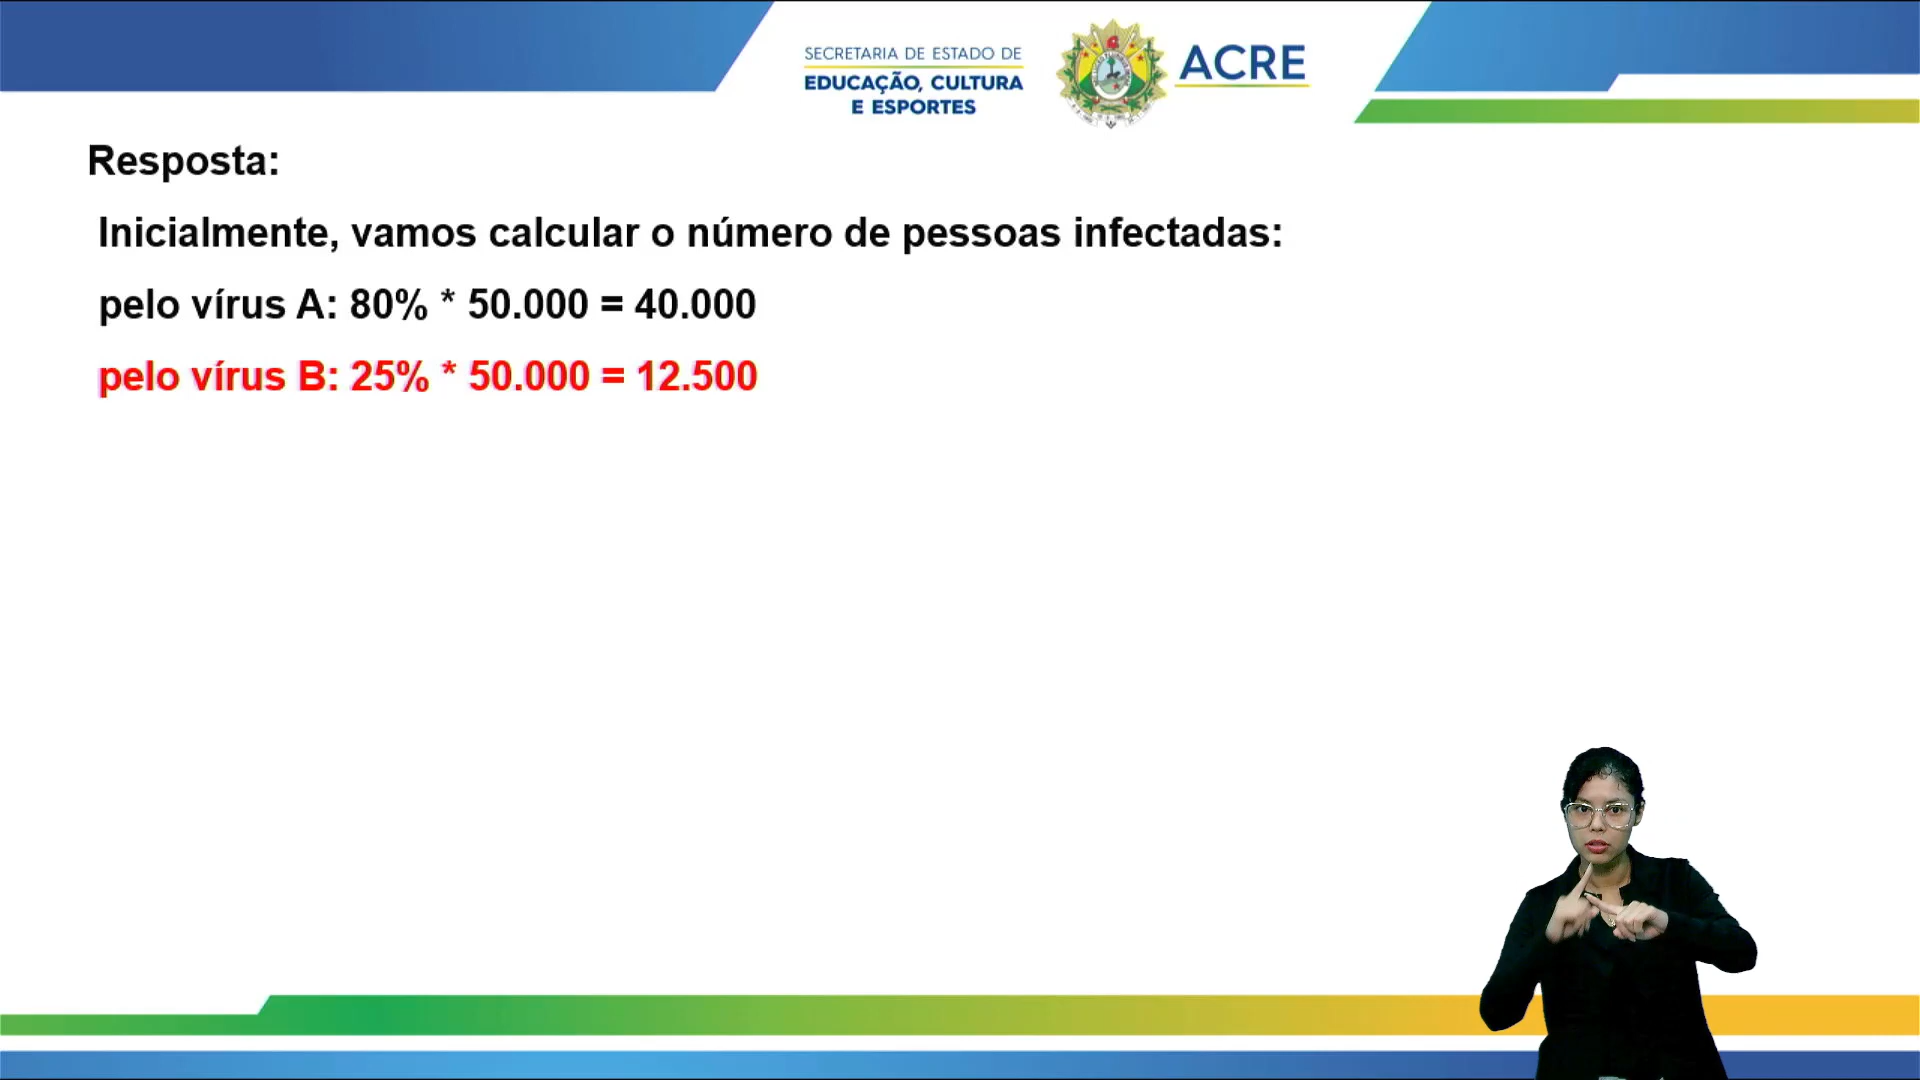 SECRETARIA DE ESTADO DE
EDUCAÇÃO, CULTURA
E ESPORTES
ACRE
Resposta:
Inicialmente, vamos calcular o número de pessoas infectadas:
pelo vírus A: 80% * 50.000 = 40.000
pelo vírus B: 25% * 50.000 = 12.500